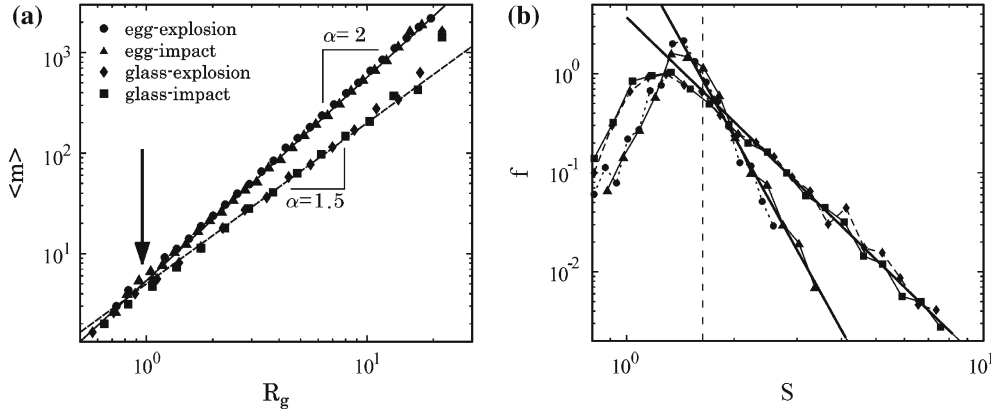 (a)
egg-explosion
egg-impact
glass-explosion
glass-impact
α= 2
α=1.5
<m>
10³
10²
10¹
10⁰
10¹
R_g
(b)
f
10⁰
10⁻¹
10⁻²
10⁰
10¹
S